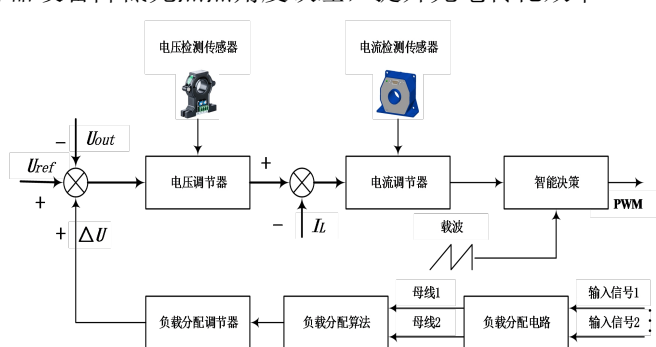 电压检测传感器
电流检测传感器
− Uout
Uref
+
电压调节器
+
电流调节器
智能决策
PWM
− IL
载波
+ △U
负载分配调节器
负载分配算法
母线1
母线2
负载分配电路
输入信号1
输入信号2